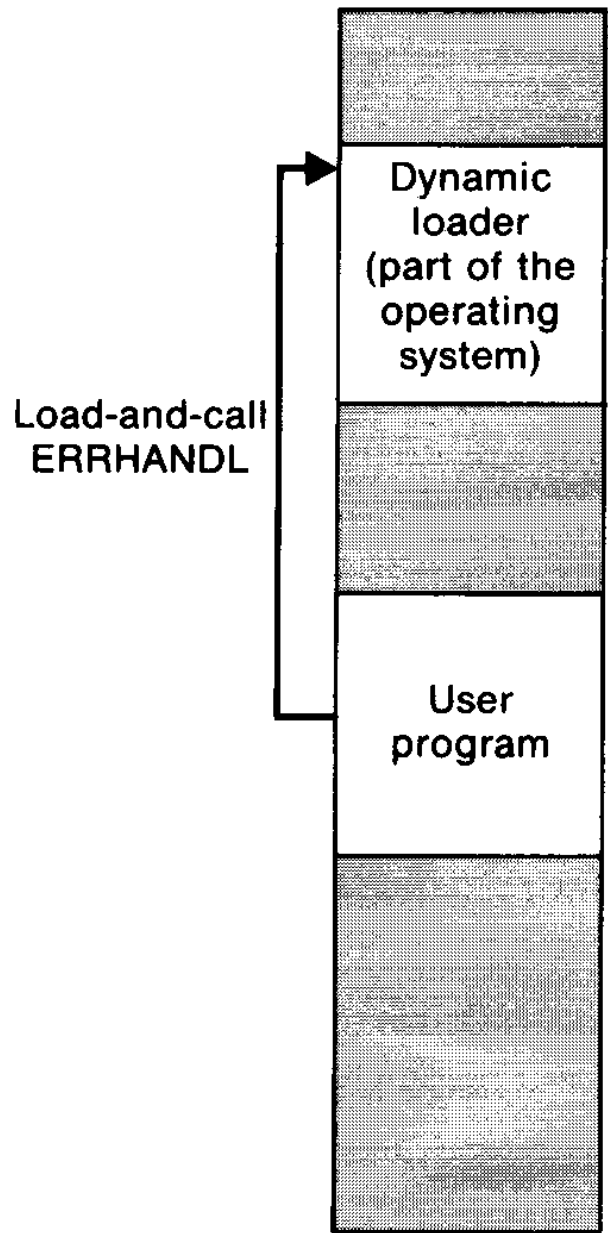 Dynamic
loader
(part of the
operating
system)
Load-and-call
ERRHANDL
User
program